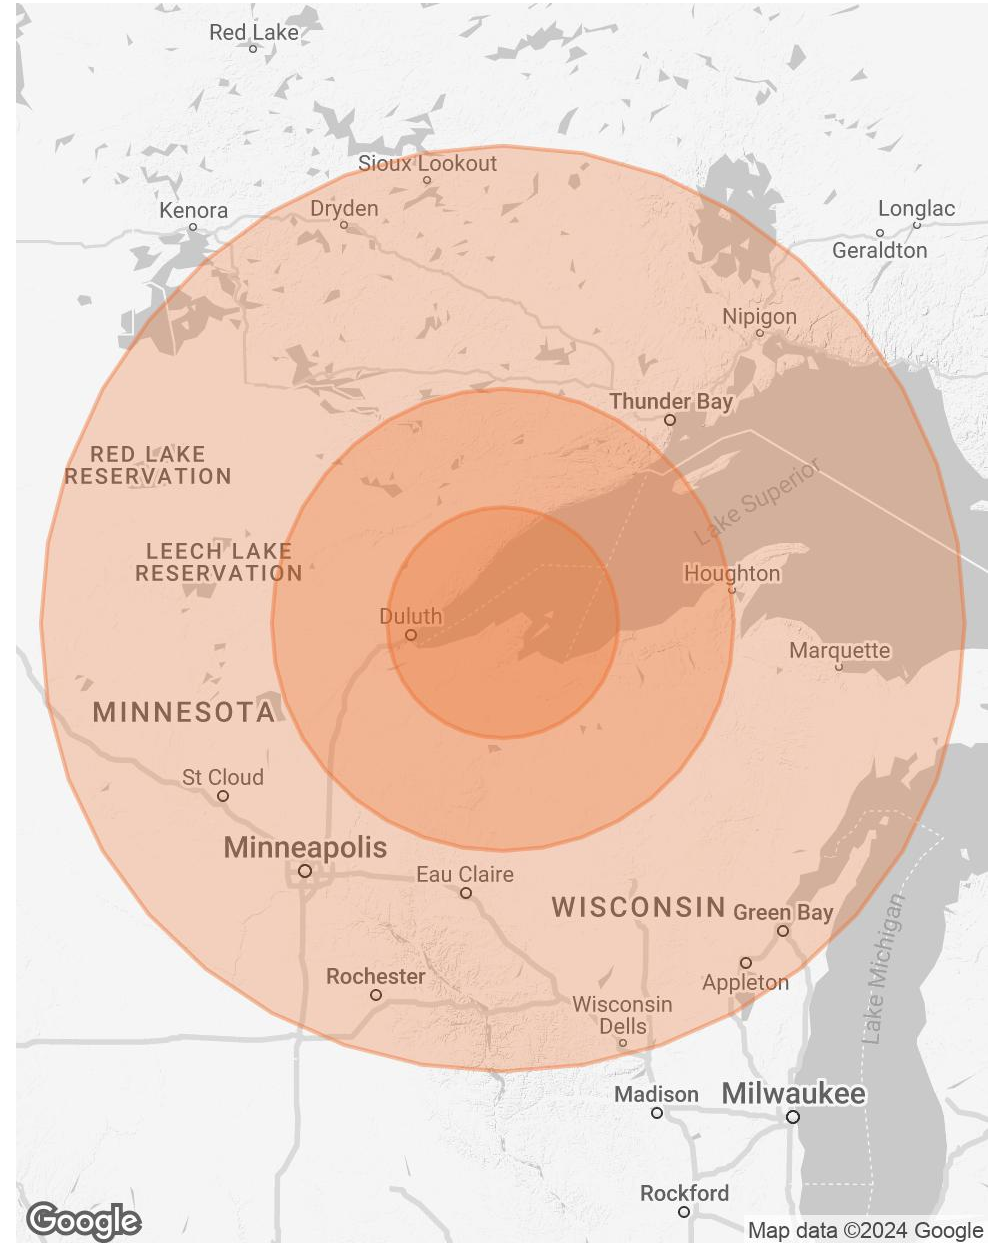 Red Lake
Sioux Lookout
Kenora
Dryden
Longlac
Geraldton
Nipigon
Thunder Bay
RED LAKE
RESERVATION
Lake Superior
LEECH LAKE
RESERVATION
Houghton
Duluth
Marquette
MINNESOTA
St Cloud
Minneapolis
Eau Claire
WISCONSIN
Green Bay
Lake Michigan
Rochester
Appleton
Wisconsin
Dells
Madison
Milwaukee
Rockford
Google
Map data ©2024 Google